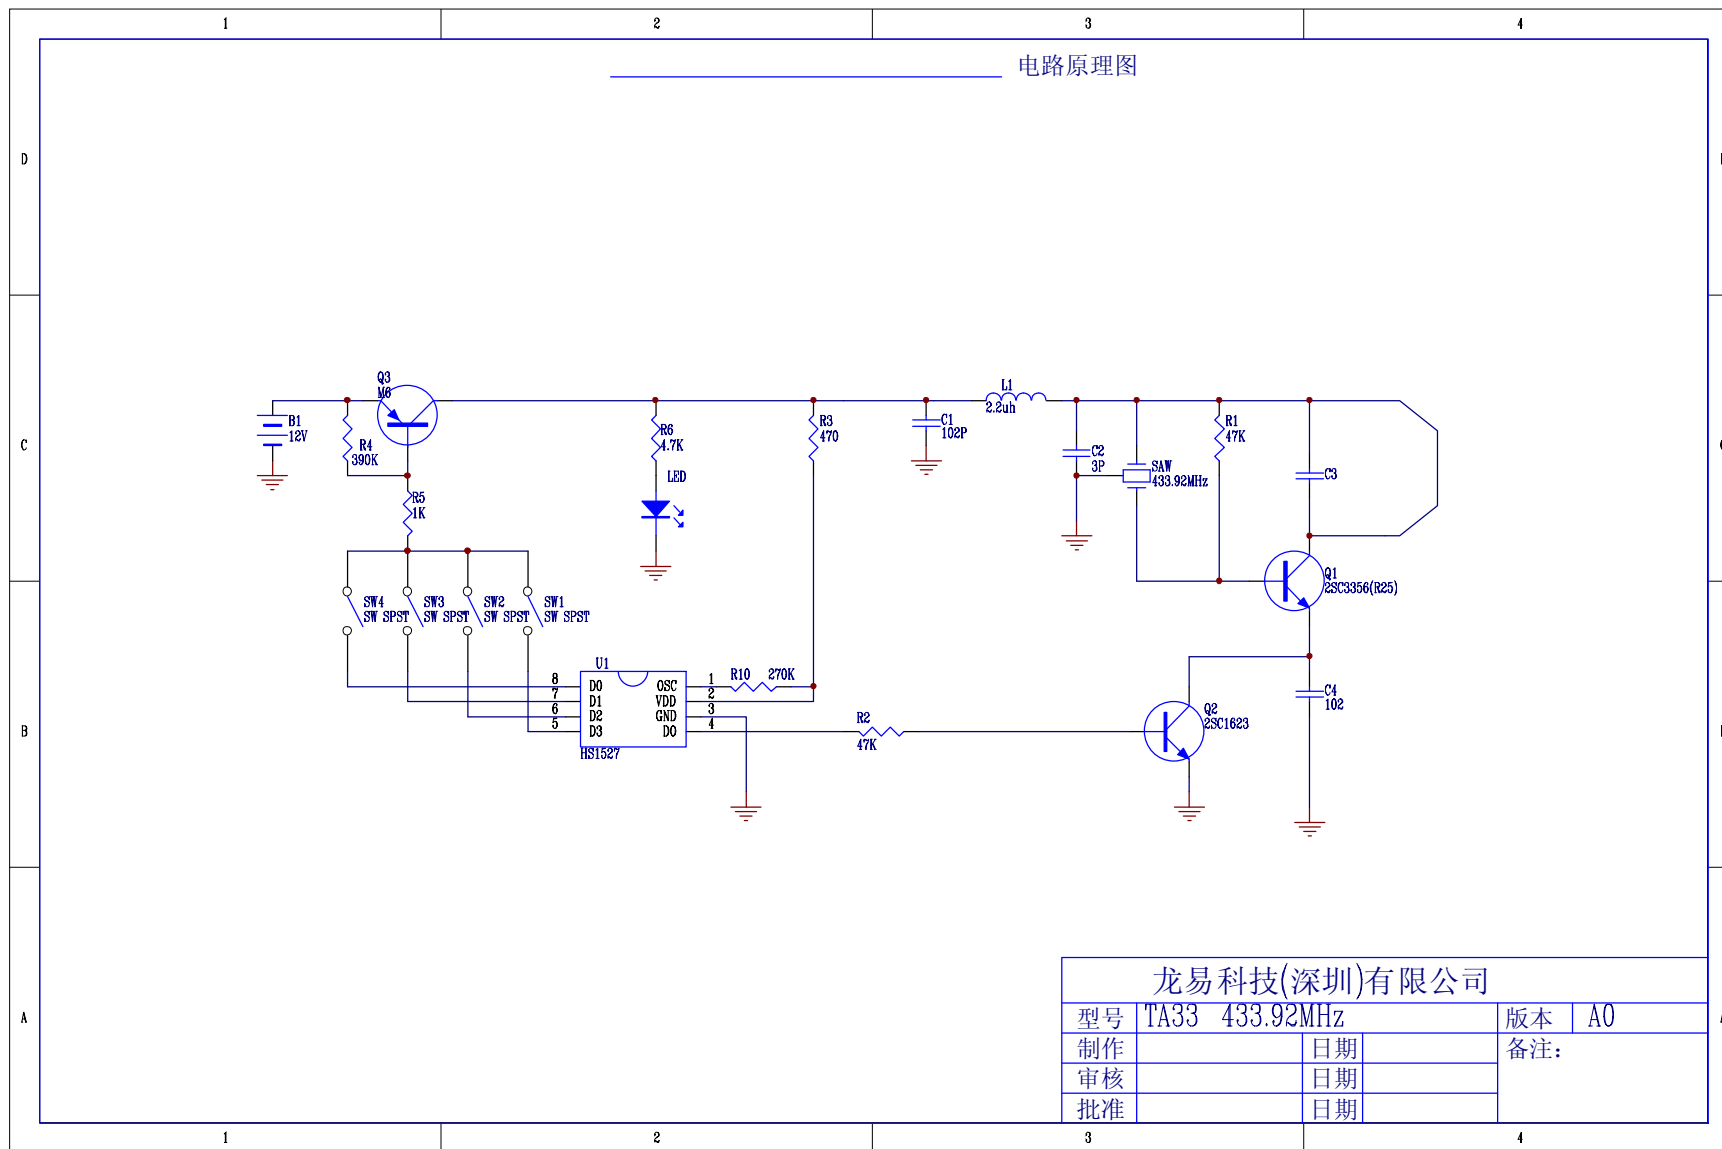 1 2 3 4
电路原理图
D
C
B
A
Q3
M6
B1
12V
R4
390K
R5
1K
R6
4.7K
LED
R3
470
C1
102P
L1
2.2uh
C2
3P
SAW
433.92MHz
R1
47K
C3
Q1
2SC3356(R25)
SW4
SW SPST
SW3
SW SPST
SW2
SW SPST
SW1
SW SPST
U1
8 D0 OSC 1
7 D1 VDD 2
6 D2 GND 3
5 D3 DO 4
HS1527
R10 270K
R2
47K
Q2
2SC1623
C4
102
龙易科技(深圳)有限公司
型号 TA33 433.92MHz 版本 A0
制作 日期 备注:
审核 日期
批准 日期
1 2 3 4